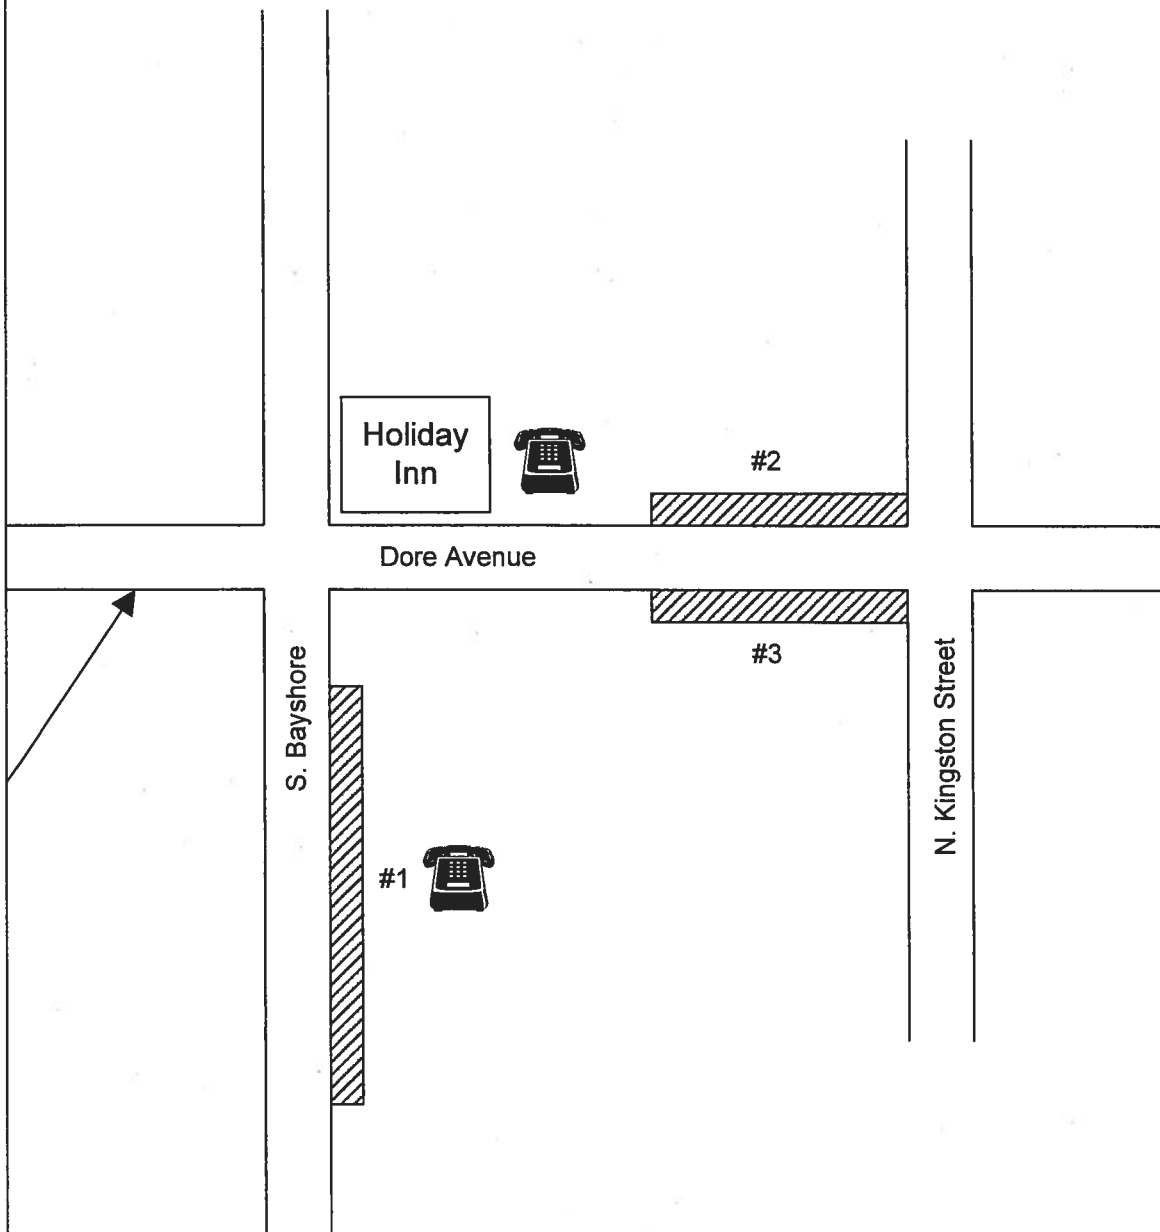 Holiday
Inn
#2
Dore Avenue
#3
S. Bayshore
N. Kingston Street
#1